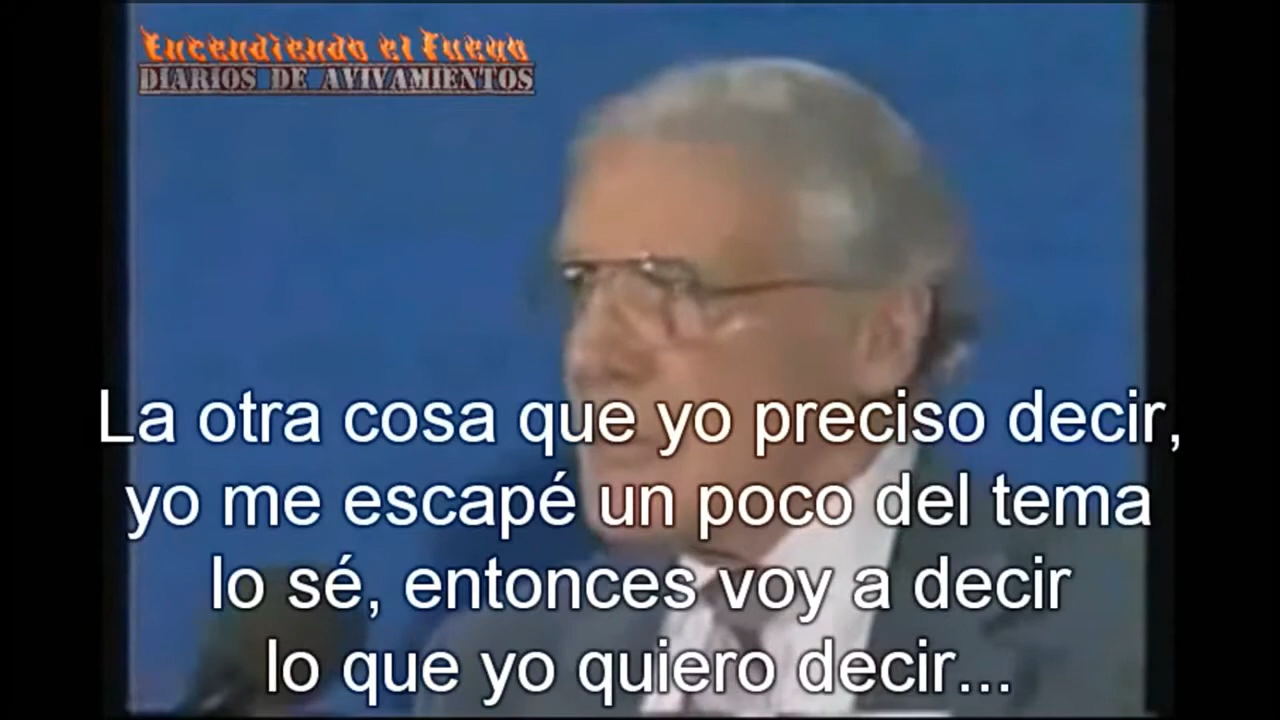 Encendiendo el Fuego
DIARIOS DE AVIVAMIENTOS
La otra cosa que yo preciso decir,
yo me escapé un poco del tema
lo sé, entonces voy a decir
lo que yo quiero decir...